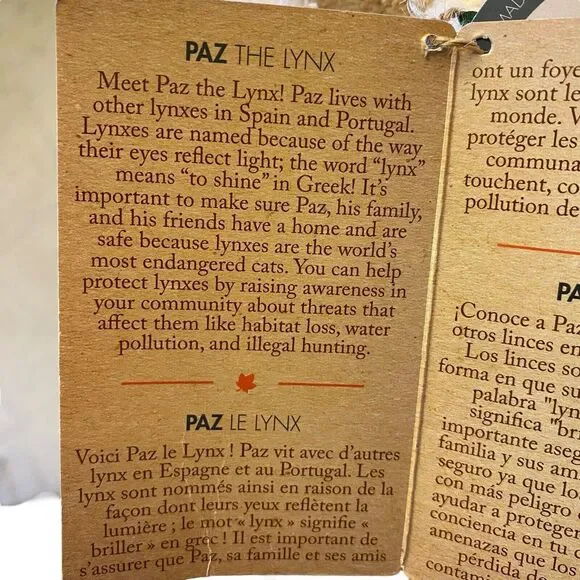 PAZ THE LYNX
Meet Paz the Lynx! Paz lives with
other lynxes in Spain and Portugal.
Lynxes are named because of the way
their eyes reflect light; the word “lynx”
means “to shine” in Greek! It’s
important to make sure Paz, his family,
and his friends have a home and are
safe because lynxes are the world’s
most endangered cats. You can help
protect lynxes by raising awareness in
your community about threats that
affect them like habitat loss, water
pollution, and illegal hunting.
PAZ LE LYNX
Voici Paz le Lynx ! Paz vit avec d’autres
lynx en Espagne et au Portugal. Les
lynx sont nommés ainsi en raison de la
façon dont leurs yeux reflètent la
lumière ; le mot « lynx » signifie «
briller » en grec ! Il est important de
s’assurer que Paz, sa famille et ses amis
ont un foye
lynx sont le
monde. V
protéger les
communa
touchent, co
pollution de
PA
¡Conoce a Paz
otros linces en
Los linces so
forma en que su
palabra "lyn
significa "bri
importante aseg
familia y sus am
seguro ya que lo
con más peligro
ayudar a proteger
conciencia en tu c
amenazas que los
pérdida d
contam